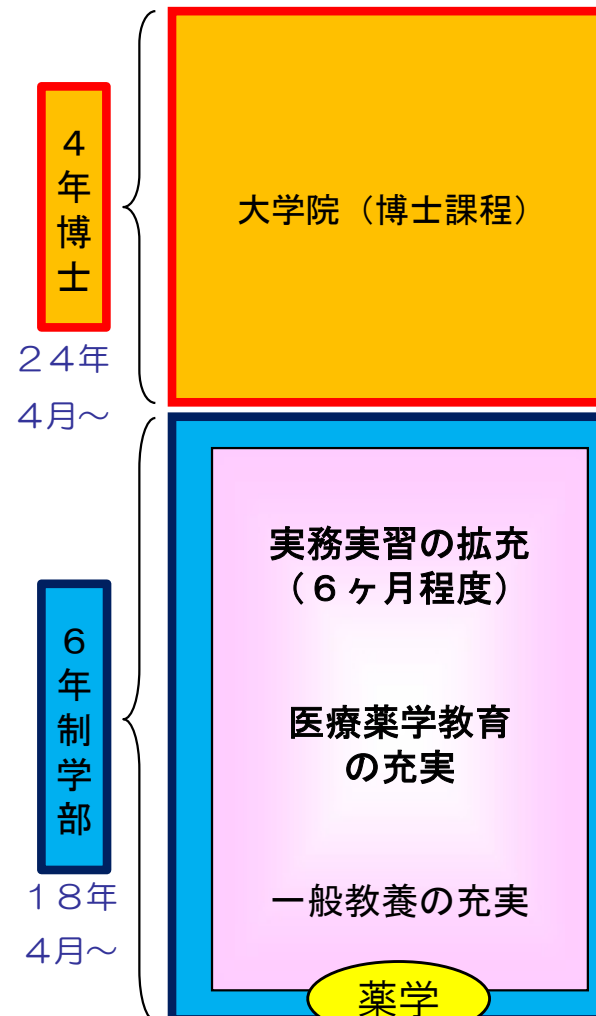 4年博士
大学院（博士課程）
２４年
４月～
実務実習の拡充
（６ヶ月程度）
6年制学部
医療薬学教育
の充実
１８年
４月～
一般教養の充実
薬学